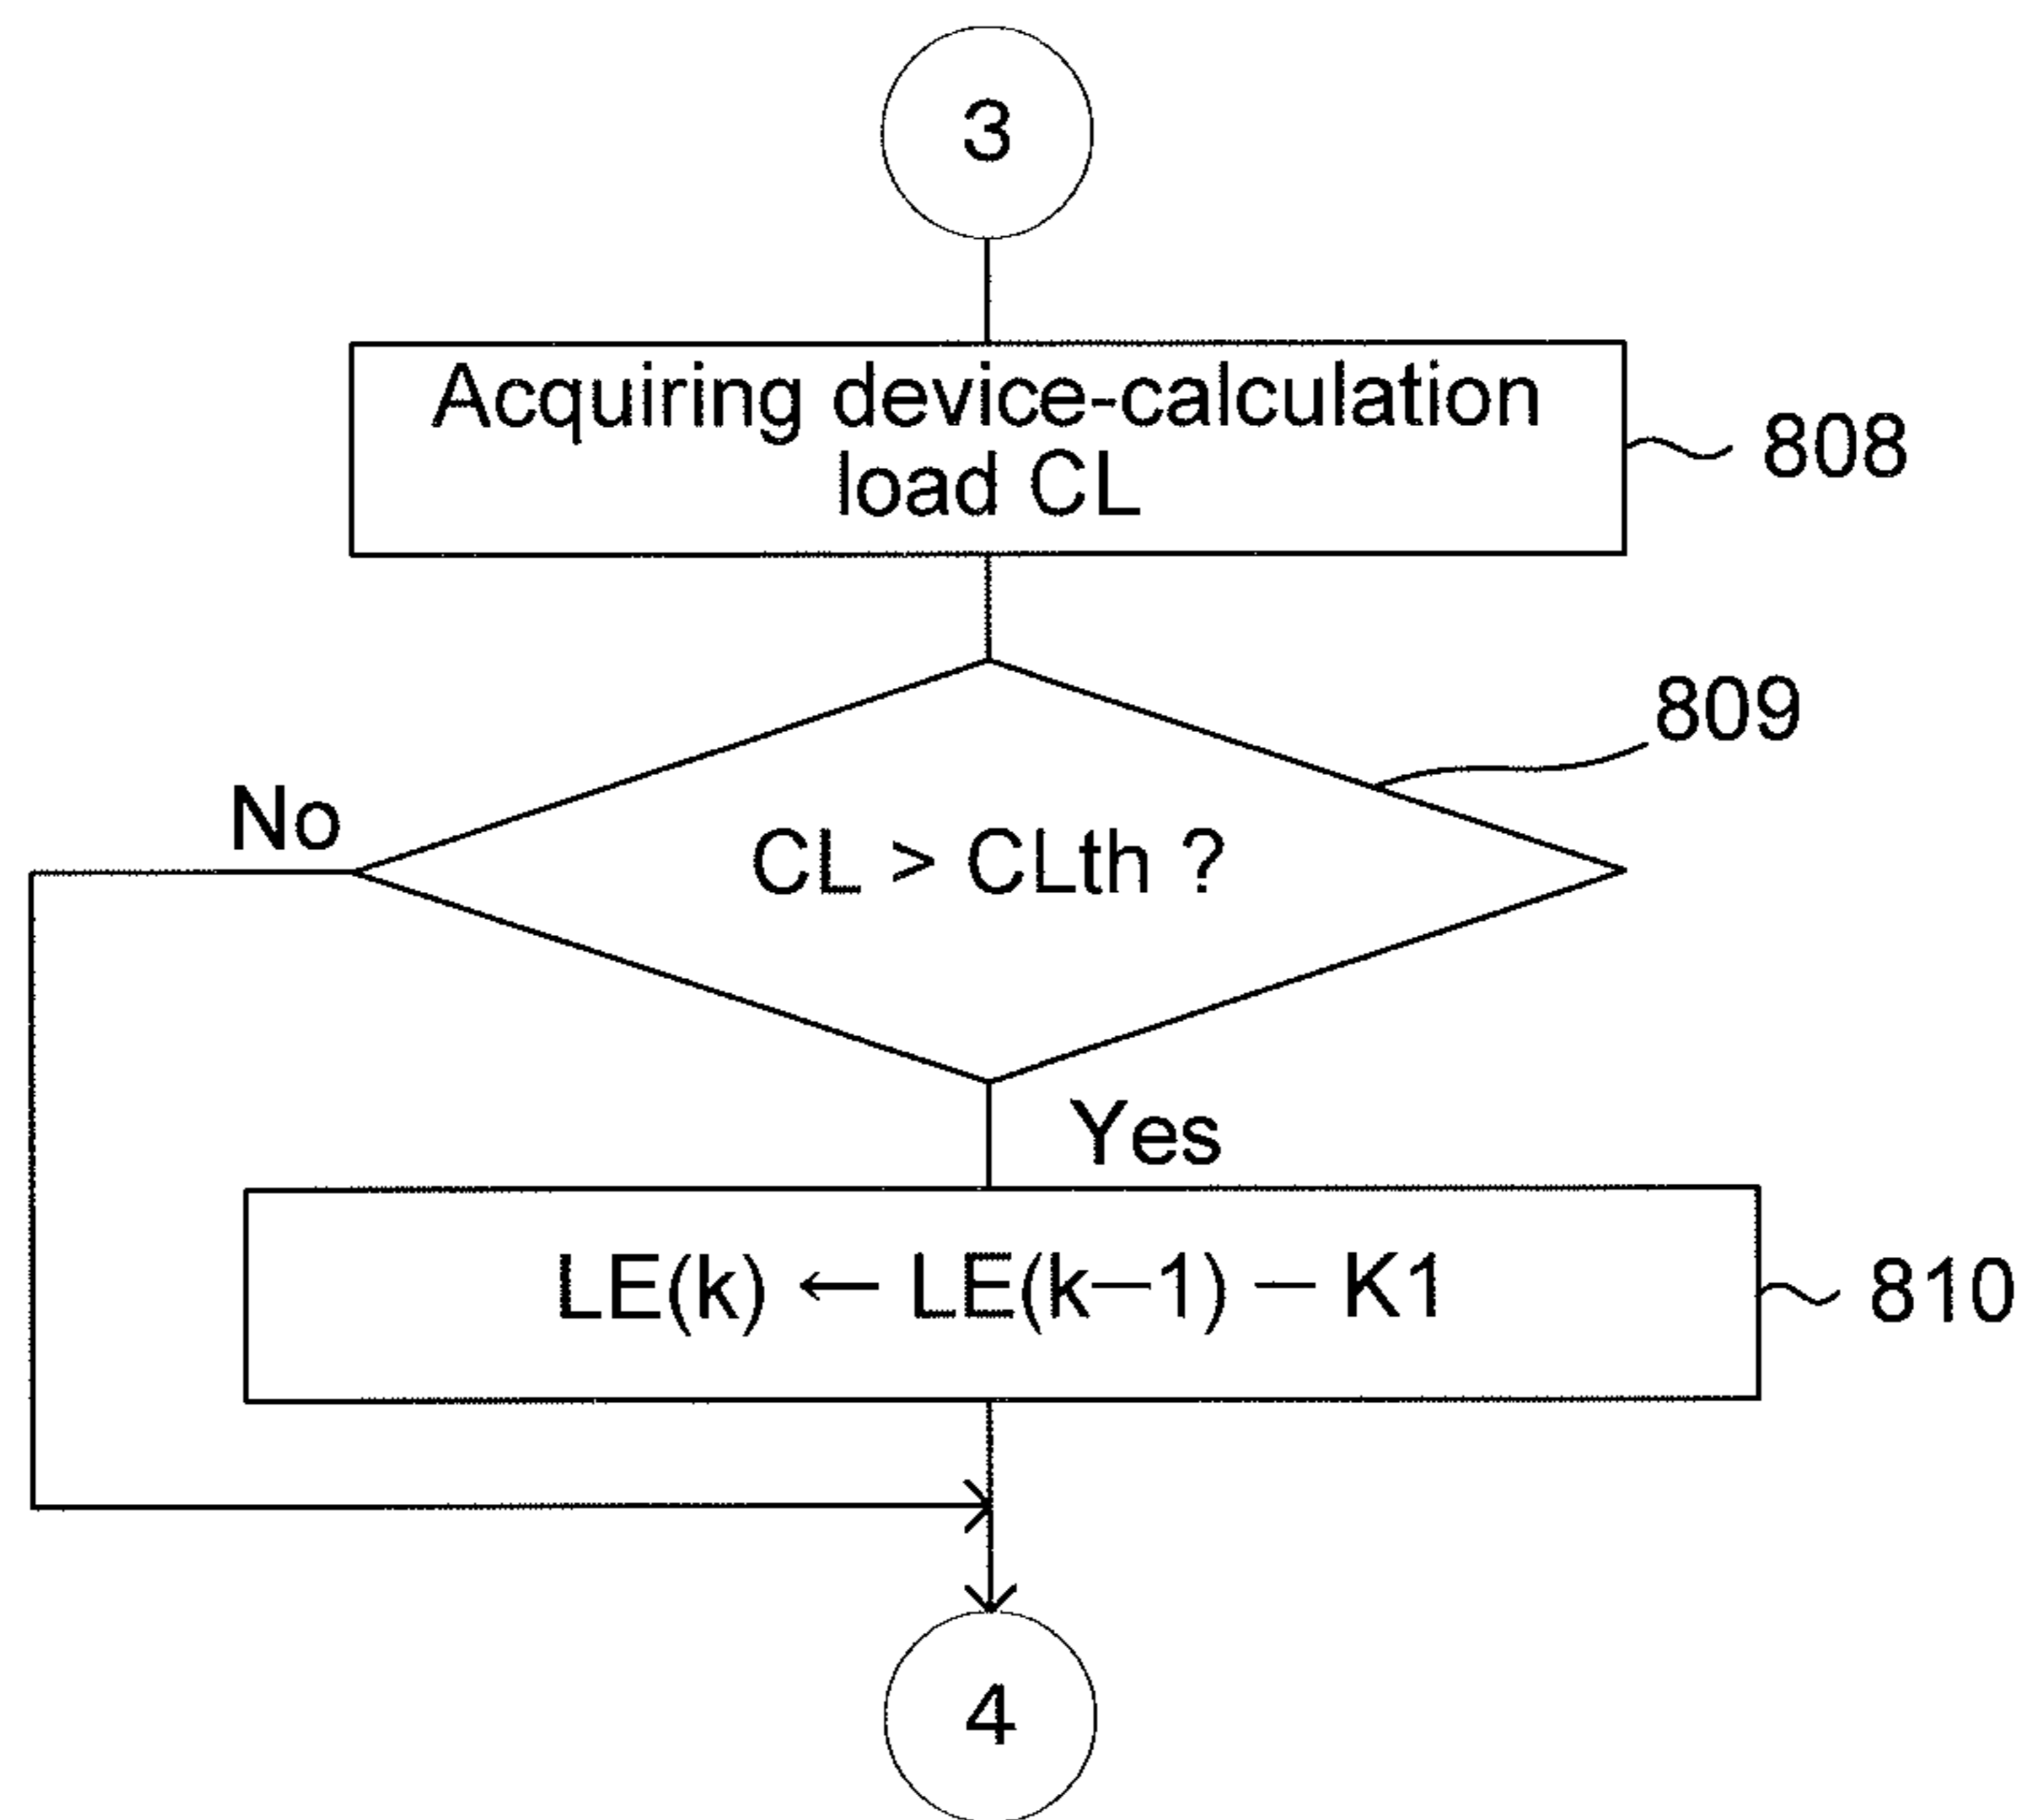 3
Acquiring device-calculation
load CL
808
809
No
CL > CLth ?
Yes
LE(k) ← LE(k−1) − K1
810
4